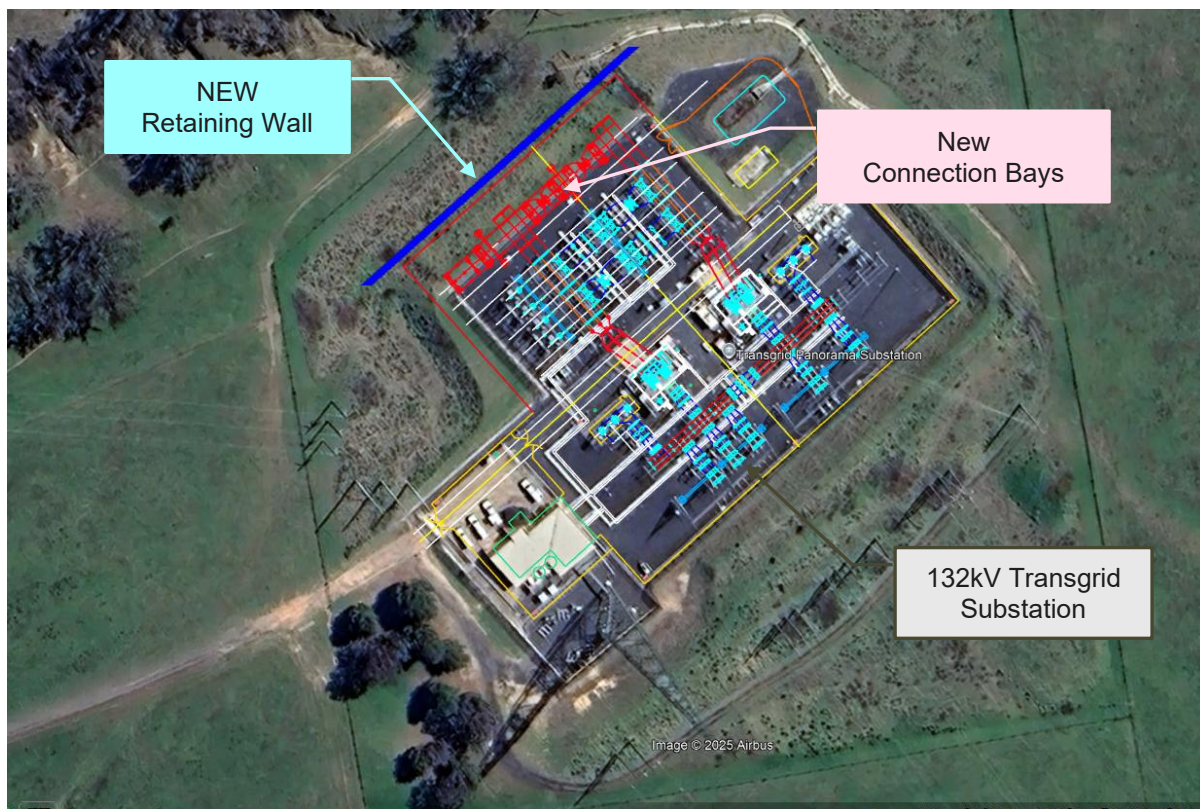 NEW
Retaining Wall
New
Connection Bays
Transgrid Panorama Substation
132kV Transgrid
Substation
Image © 2025 Airbus